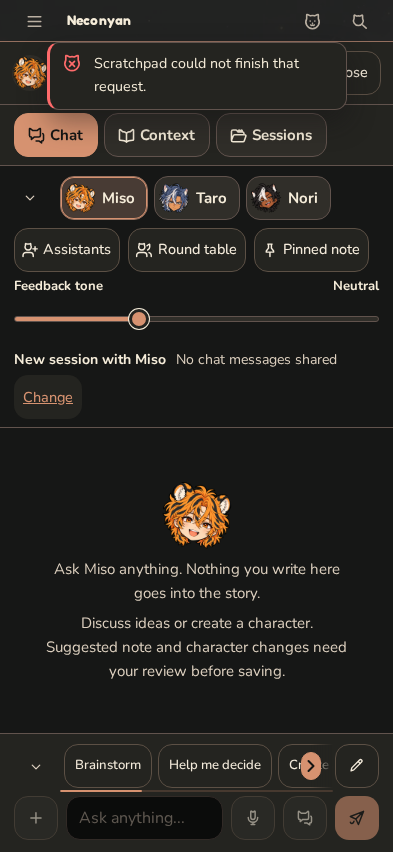 Neconyan
Scratchpad could not finish that
request.
ose
Chat
Context
Sessions
Miso
Taro
Nori
Assistants
Round table
Pinned note
Feedback tone
Neutral
New session with Miso No chat messages shared
Change
Ask Miso anything. Nothing you write here
goes into the story.
Discuss ideas or create a character.
Suggested note and character changes need
your review before saving.
Brainstorm
Help me decide
Ask anything...